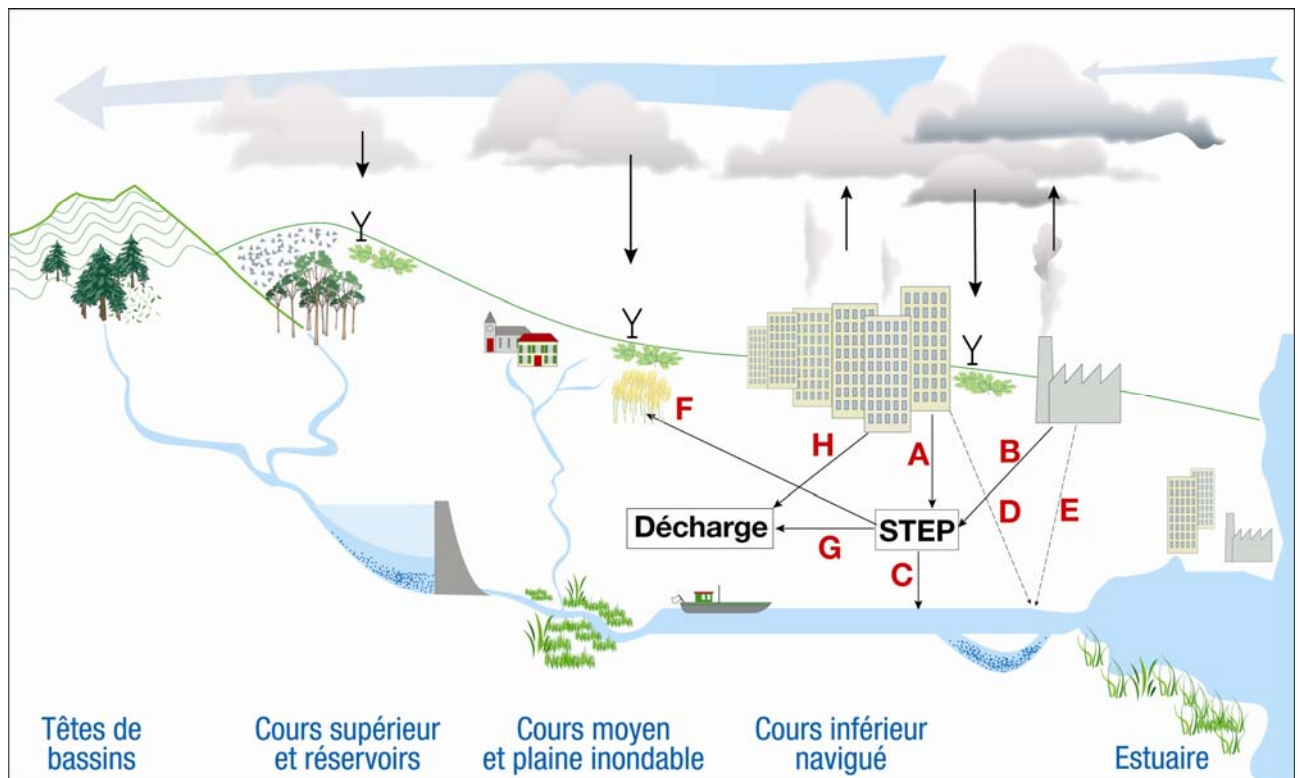 F
H
A
B
D
E
Décharge
STEP
G
C
Têtes de
bassins
Cours supérieur
et réservoirs
Cours moyen
et plaine inondable
Cours inférieur
navigué
Estuaire